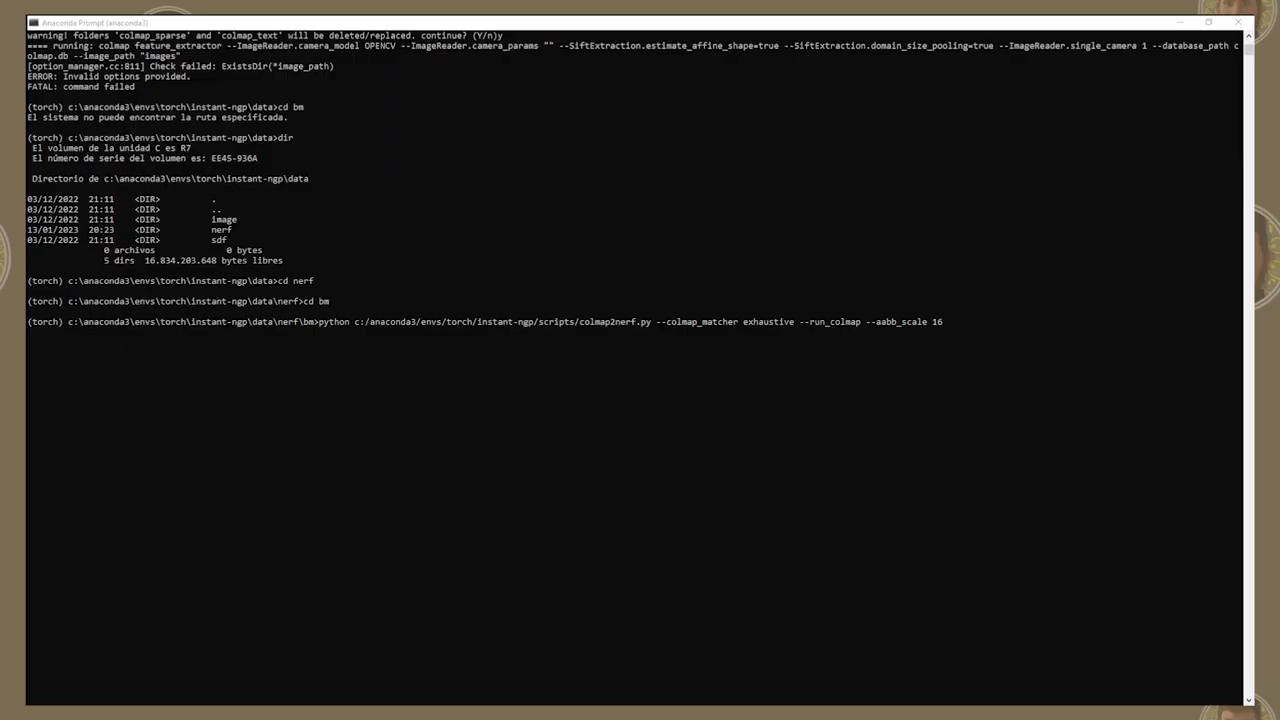 Anaconda Prompt (anaconda3)
warning! folders 'colmap_sparse' and 'colmap_text' will be deleted/replaced. continue? (Y/n)y
==== running: colmap feature_extractor --ImageReader.camera_model OPENCV --ImageReader.camera_params "" --SiftExtraction.estimate_affine_shape=true --SiftExtraction.domain_size_pooling=true --ImageReader.single_camera 1 --database_path c
olmap.db --image_path "images"
[option_manager.cc:811] Check failed: ExistsDir(*image_path)
ERROR: Invalid options provided.
FATAL: command failed
(torch) c:\anaconda3\envs\torch\instant-ngp\data>cd bm
El sistema no puede encontrar la ruta especificada.
(torch) c:\anaconda3\envs\torch\instant-ngp\data>dir
El volumen de la unidad C es R7
El número de serie del volumen es: EE45-936A
Directorio de c:\anaconda3\envs\torch\instant-ngp\data
03/12/2022  21:11    <DIR>          .
03/12/2022  21:11    <DIR>          ..
03/12/2022  21:11    <DIR>          image
13/01/2023  20:23    <DIR>          nerf
03/12/2022  21:11    <DIR>          sdf
0 archivos              0 bytes
5 dirs  16.834.203.648 bytes libres
(torch) c:\anaconda3\envs\torch\instant-ngp\data>cd nerf
(torch) c:\anaconda3\envs\torch\instant-ngp\data\nerf>cd bm
(torch) c:\anaconda3\envs\torch\instant-ngp\data\nerf\bm>python c:/anaconda3/envs/torch/instant-ngp/scripts/colmap2nerf.py --colmap_matcher exhaustive --run_colmap --aabb_scale 16